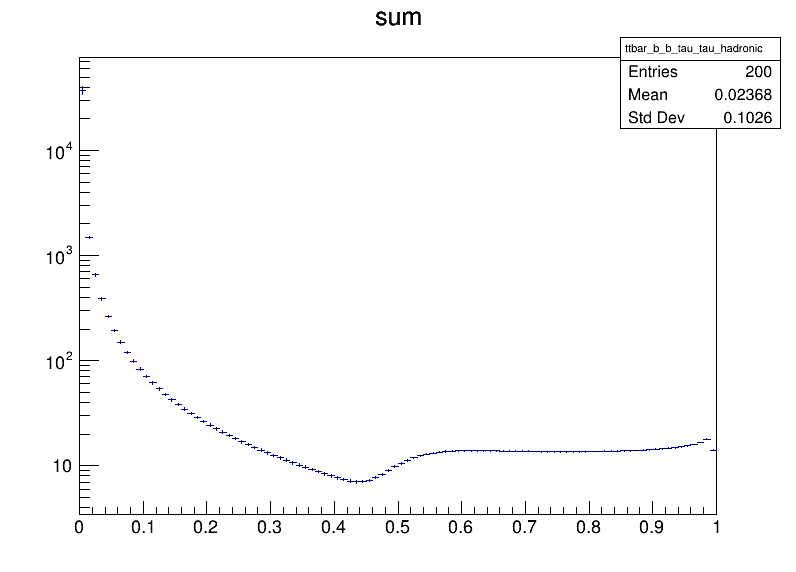 sum
ttbar_b_b_tau_tau_hadronic
Entries 200
Mean 0.02368
Std Dev 0.1026
10^4
10^3
10^2
10
0 0.1 0.2 0.3 0.4 0.5 0.6 0.7 0.8 0.9 1